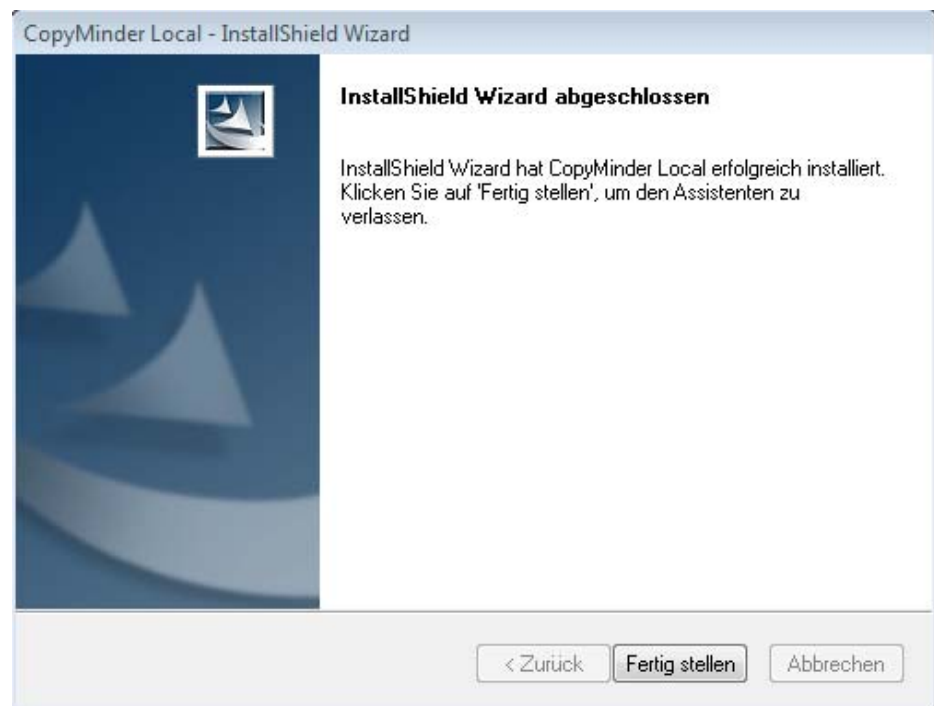 CopyMinder Local - InstallShield Wizard
InstallShield Wizard abgeschlossen
InstallShield Wizard hat CopyMinder Local erfolgreich installiert.
Klicken Sie auf 'Fertig stellen', um den Assistenten zu
verlassen.
< Zurück
Fertig stellen
Abbrechen